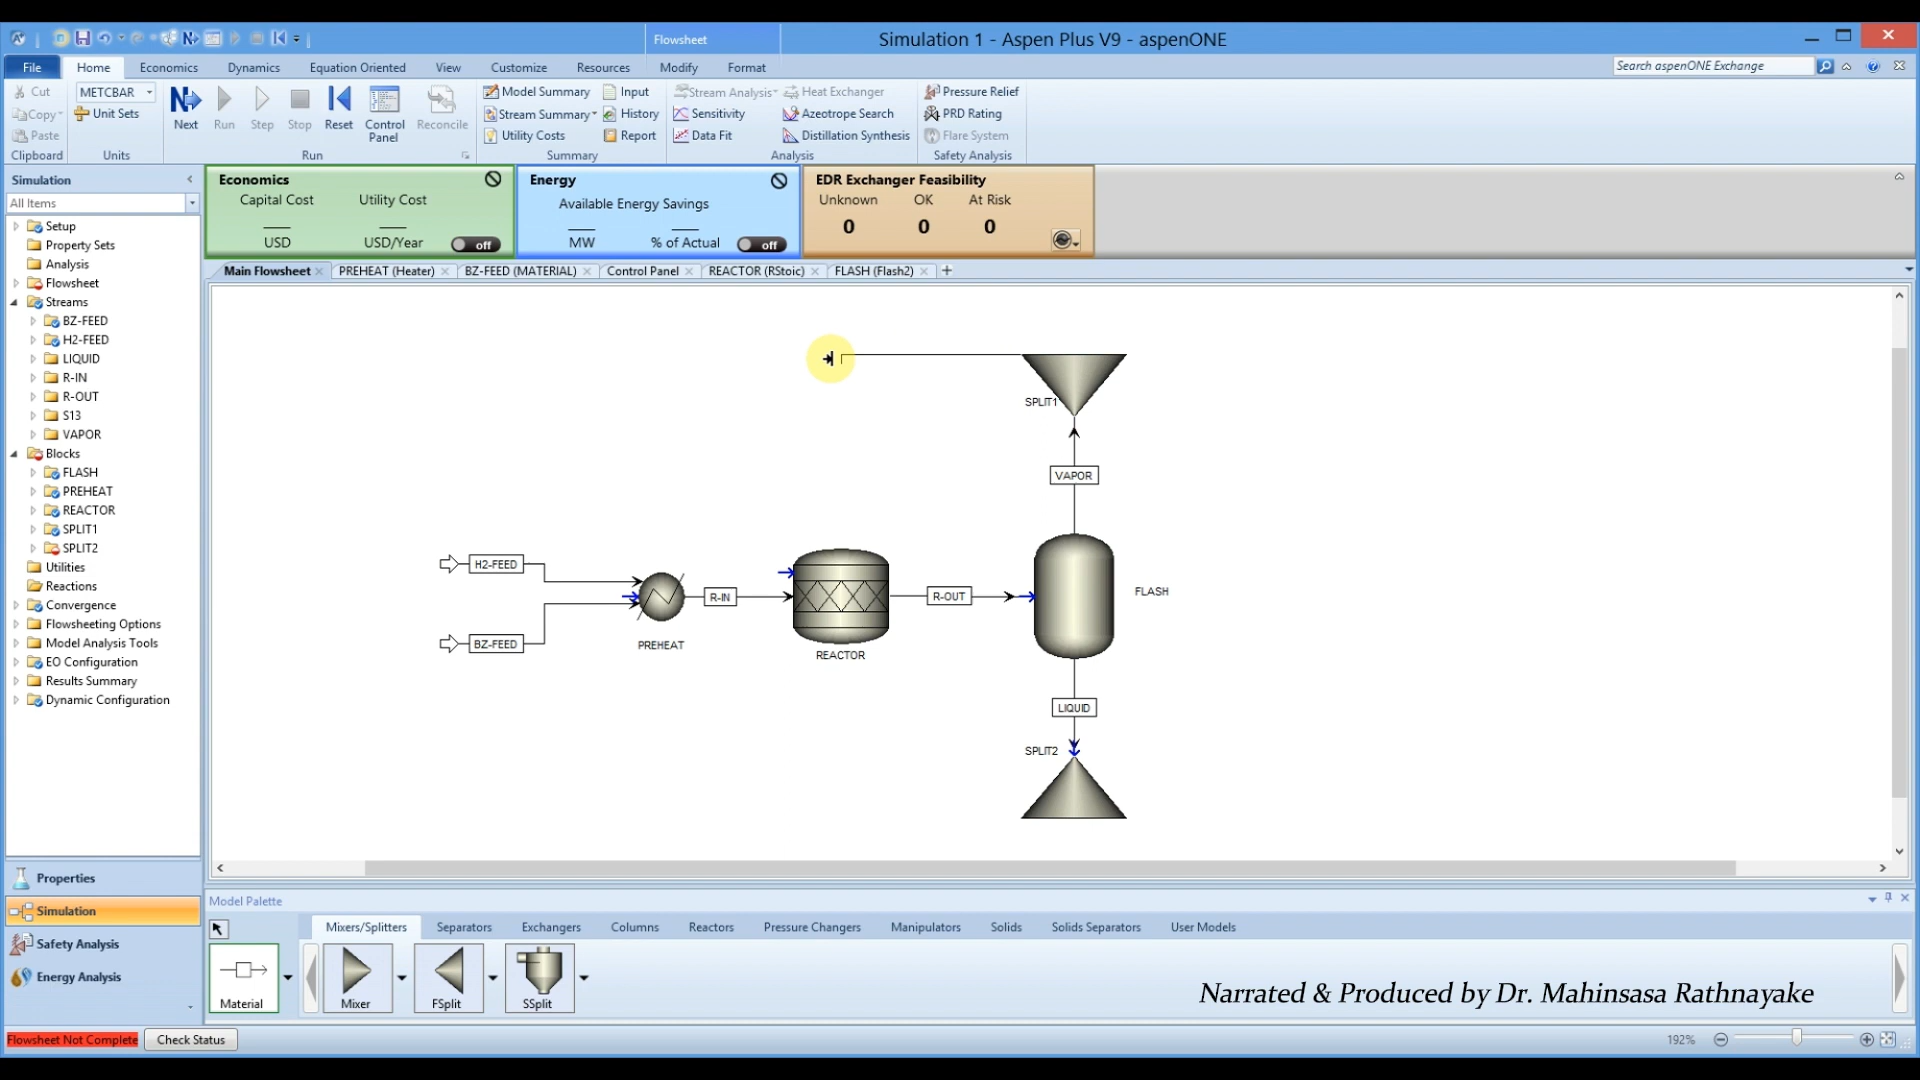 Flowsheet
Simulation 1 - Aspen Plus V9 - aspenONE
File Home Economics Dynamics Equation Oriented View Customize Resources Modify Format
Search aspenONE Exchange
Cut
Copy
Paste
Clipboard
METCBAR
Unit Sets
Units
Next Run Step Stop Reset Control Panel Reconcile
Run
Model Summary Input
Stream Summary History
Utility Costs Report
Summary
Stream Analysis Heat Exchanger
Sensitivity Azeotrope Search
Data Fit Distillation Synthesis
Analysis
Pressure Relief
PRD Rating
Flare System
Safety Analysis
Simulation
All Items
Setup
Property Sets
Analysis
Flowsheet
Streams
BZ-FEED
H2-FEED
LIQUID
R-IN
R-OUT
S13
VAPOR
Blocks
FLASH
PREHEAT
REACTOR
SPLIT1
SPLIT2
Utilities
Reactions
Convergence
Flowsheeting Options
Model Analysis Tools
EO Configuration
Results Summary
Dynamic Configuration
Properties
Simulation
Safety Analysis
Energy Analysis
Economics
Capital Cost Utility Cost
USD USD/Year off
Energy
Available Energy Savings
MW % of Actual off
EDR Exchanger Feasibility
Unknown OK At Risk
0 0 0
Main Flowsheet PREHEAT (Heater) BZ-FEED (MATERIAL) Control Panel REACTOR (RStoic) FLASH (Flash2) +
SPLIT1
VAPOR
H2-FEED
R-IN
R-OUT
FLASH
BZ-FEED
PREHEAT
REACTOR
LIQUID
SPLIT2
Model Palette
Mixers/Splitters Separators Exchangers Columns Reactors Pressure Changers Manipulators Solids Solids Separators User Models
Material Mixer FSplit SSplit
Narrated & Produced by Dr. Mahinsasa Rathnayake
Flowsheet Not Complete Check Status
192%